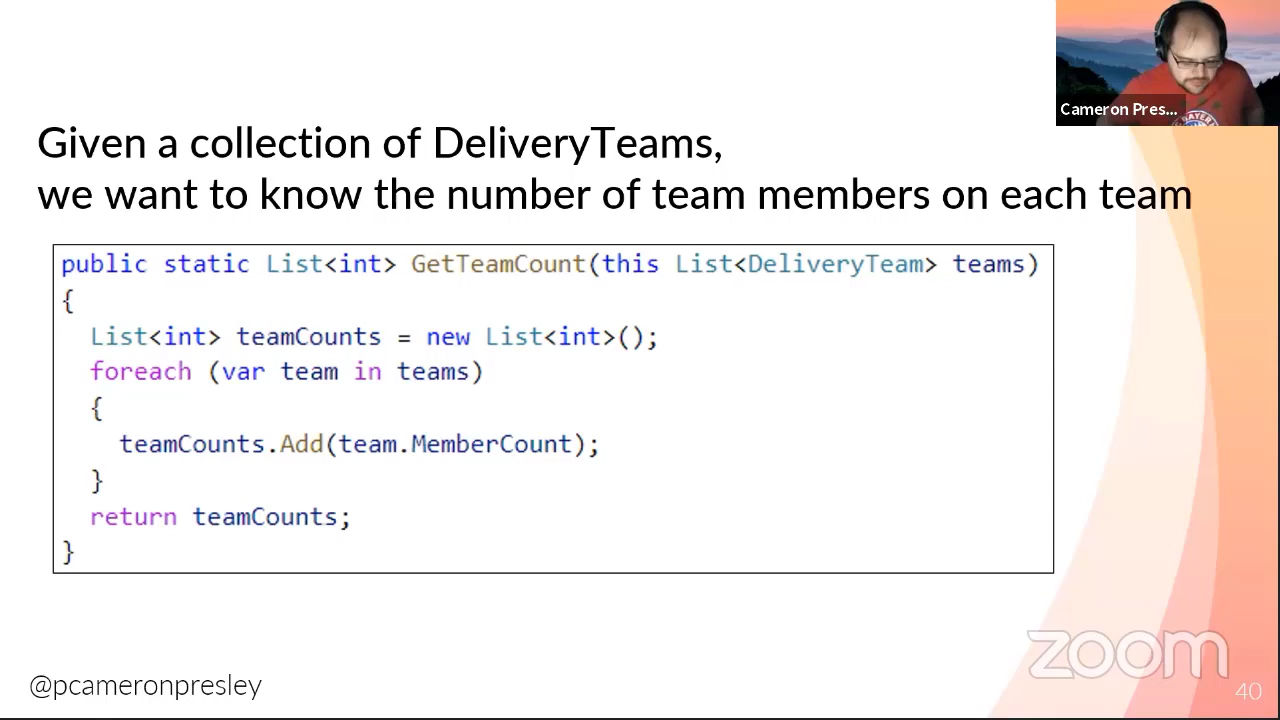 Cameron Pres...
Given a collection of DeliveryTeams,
we want to know the number of team members on each team
public static List<int> GetTeamCount(this List<DeliveryTeam> teams)
{
List<int> teamCounts = new List<int>();
foreach (var team in teams)
{
teamCounts.Add(team.MemberCount);
}
return teamCounts;
}
zoom
@pcameronpresley
40